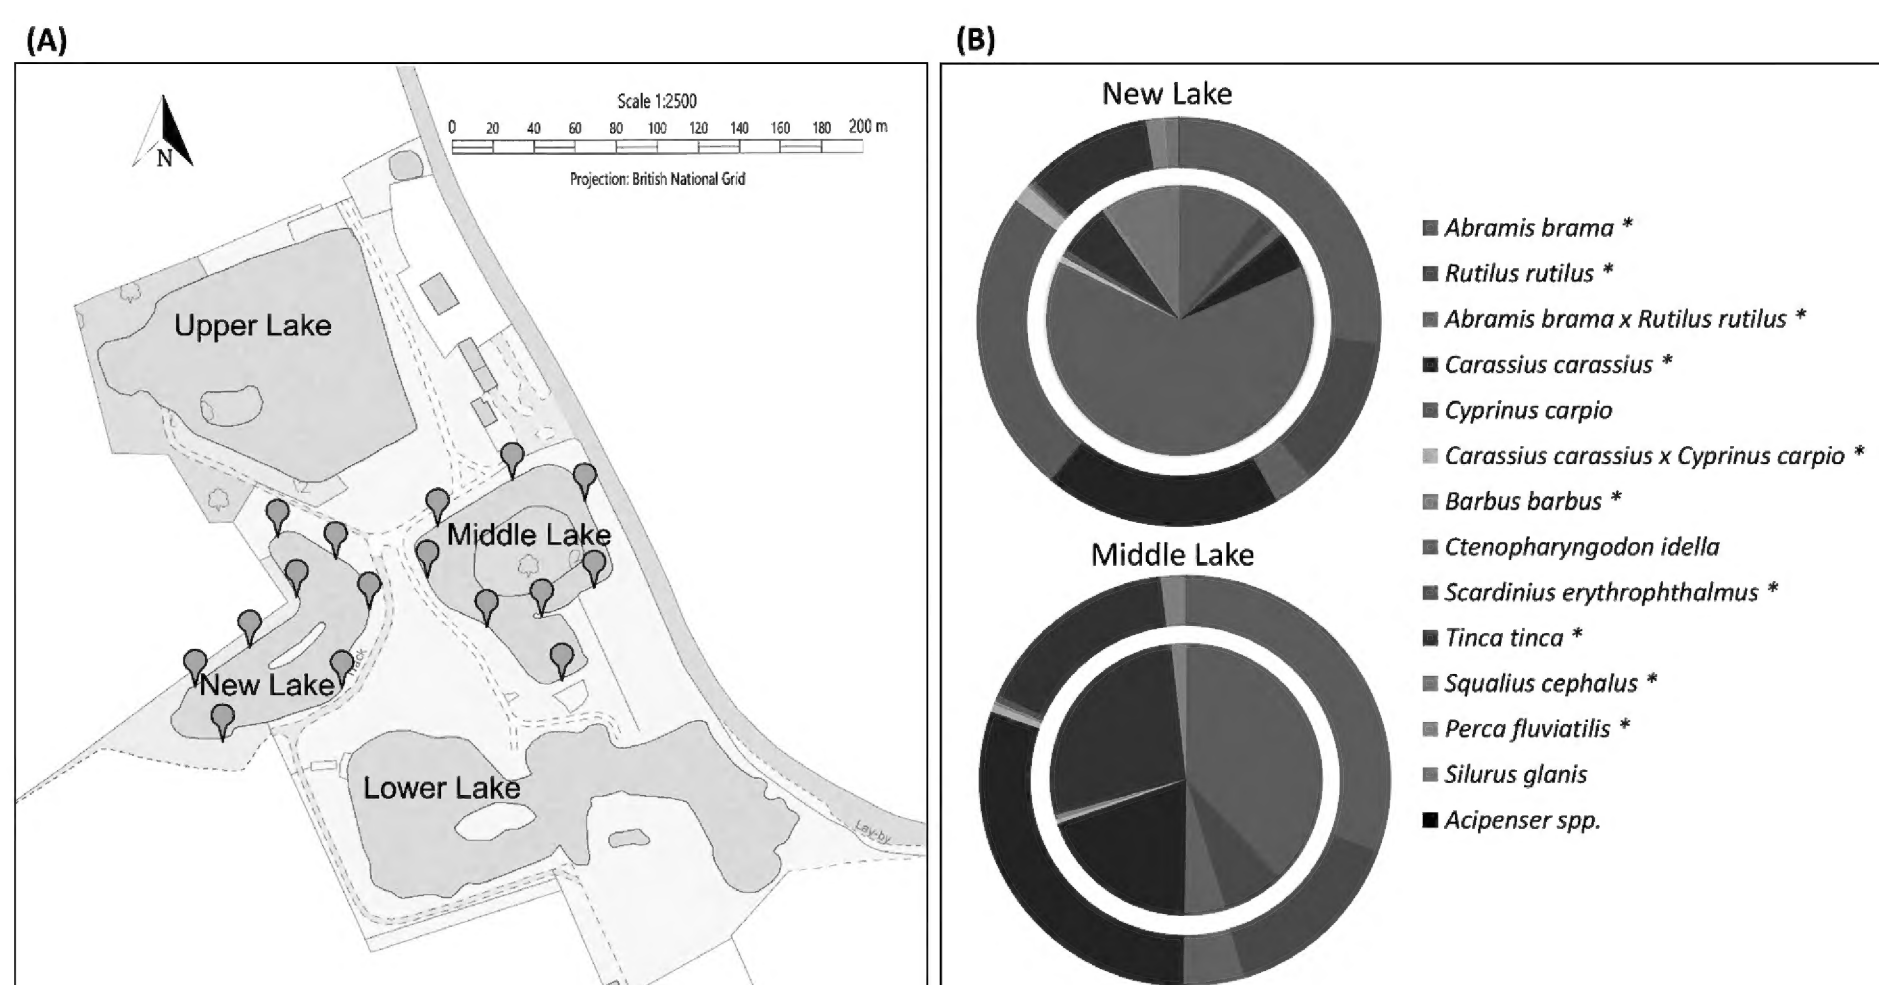 (A)
Scale 1:2500
0 20 40 60 80 100 120 140 160 180 200 m
Projection: British National Grid
N
Upper Lake
Middle Lake
New Lake
Track
Lower Lake
Lay-by
(B)
New Lake
Middle Lake
Abramis brama *
Rutilus rutilus *
Abramis brama x Rutilus rutilus *
Carassius carassius *
Cyprinus carpio
Carassius carassius x Cyprinus carpio *
Barbus barbus *
Ctenopharyngodon idella
Scardinius erythrophthalmus *
Tinca tinca *
Squalius cephalus *
Perca fluviatilis *
Silurus glanis
Acipenser spp.